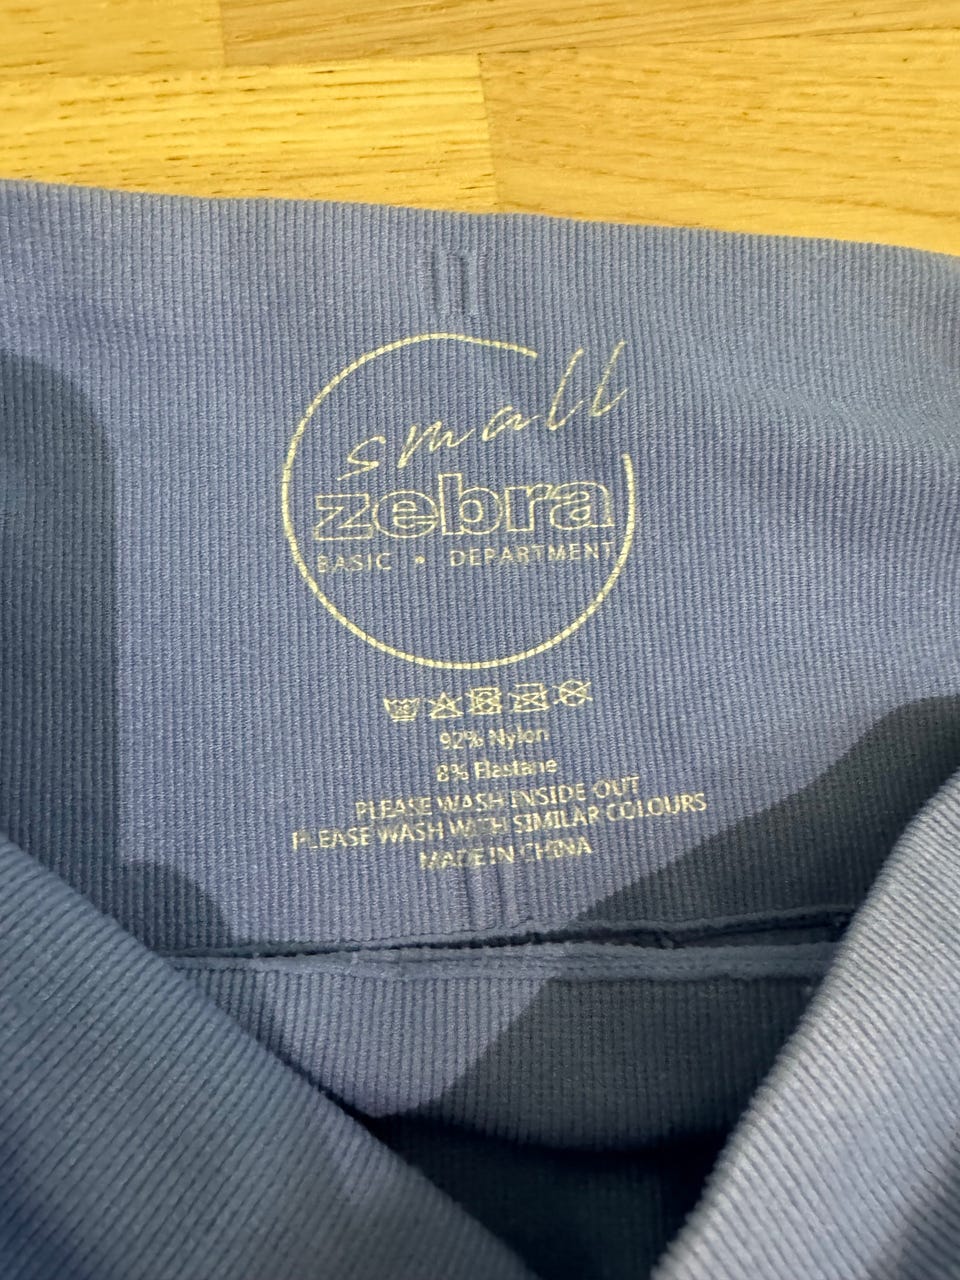 small
zebra
BASIC • DEPARTMENT
92% Nylon
8% Elastane
PLEASE WASH INSIDE OUT
PLEASE WASH WITH SIMILAR COLOURS
MADE IN CHINA